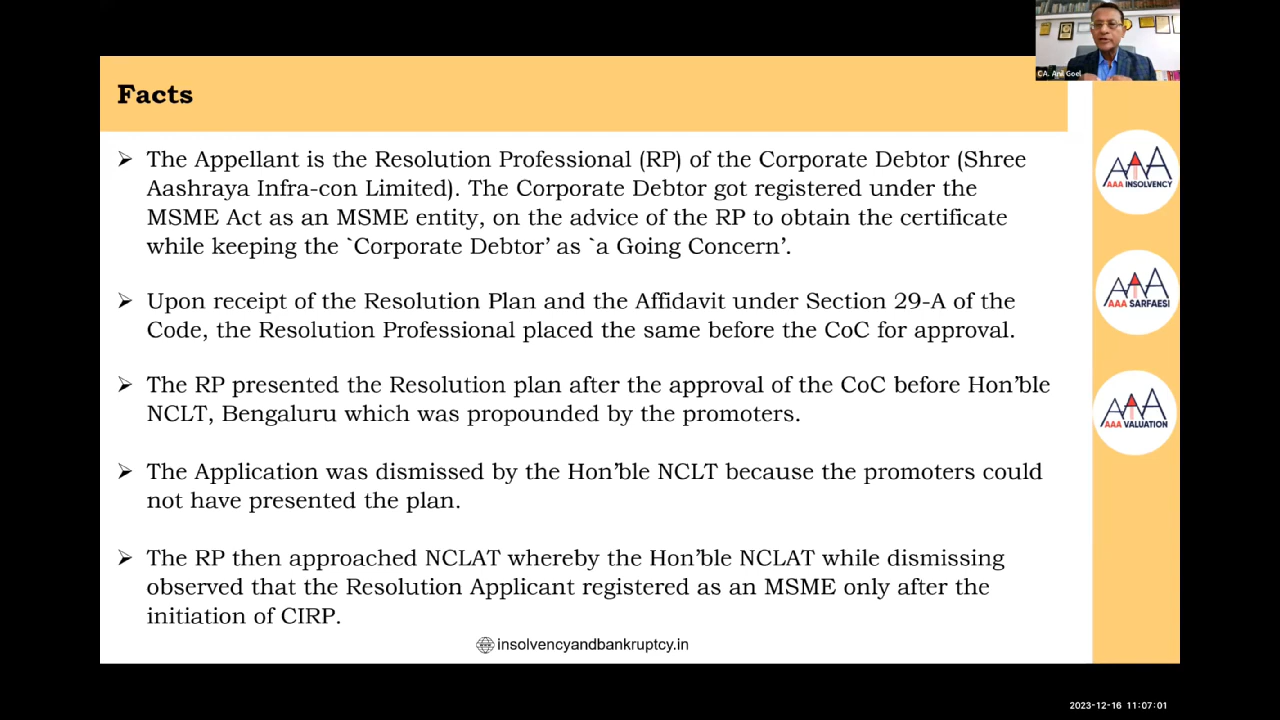 CA. Anil Goel
Facts
➢ The Appellant is the Resolution Professional (RP) of the Corporate Debtor (Shree
Aashraya Infra-con Limited). The Corporate Debtor got registered under the
MSME Act as an MSME entity, on the advice of the RP to obtain the certificate
while keeping the `Corporate Debtor’ as `a Going Concern’.
➢ Upon receipt of the Resolution Plan and the Affidavit under Section 29-A of the
Code, the Resolution Professional placed the same before the CoC for approval.
➢ The RP presented the Resolution plan after the approval of the CoC before Hon’ble
NCLT, Bengaluru which was propounded by the promoters.
➢ The Application was dismissed by the Hon’ble NCLT because the promoters could
not have presented the plan.
➢ The RP then approached NCLAT whereby the Hon’ble NCLAT while dismissing
observed that the Resolution Applicant registered as an MSME only after the
initiation of CIRP.
insolvencyandbankruptcy.in
AAA
AAA INSOLVENCY
AAA
AAA SARFAESI
AAA
AAA VALUATION
2023-12-16 11:07:01